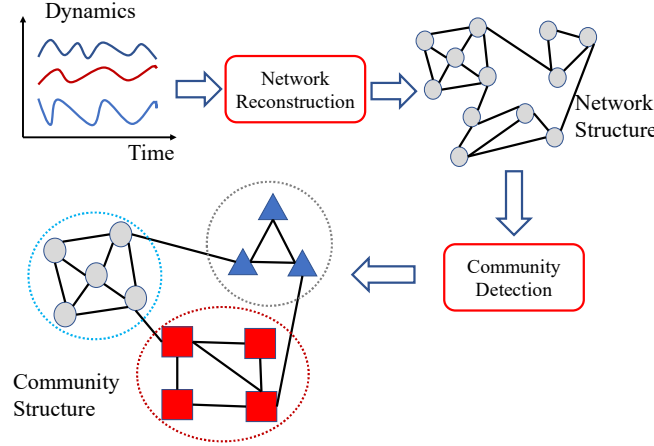 Dynamics
Time
Network
Reconstruction
Network
Structure
Community
Detection
Community
Structure